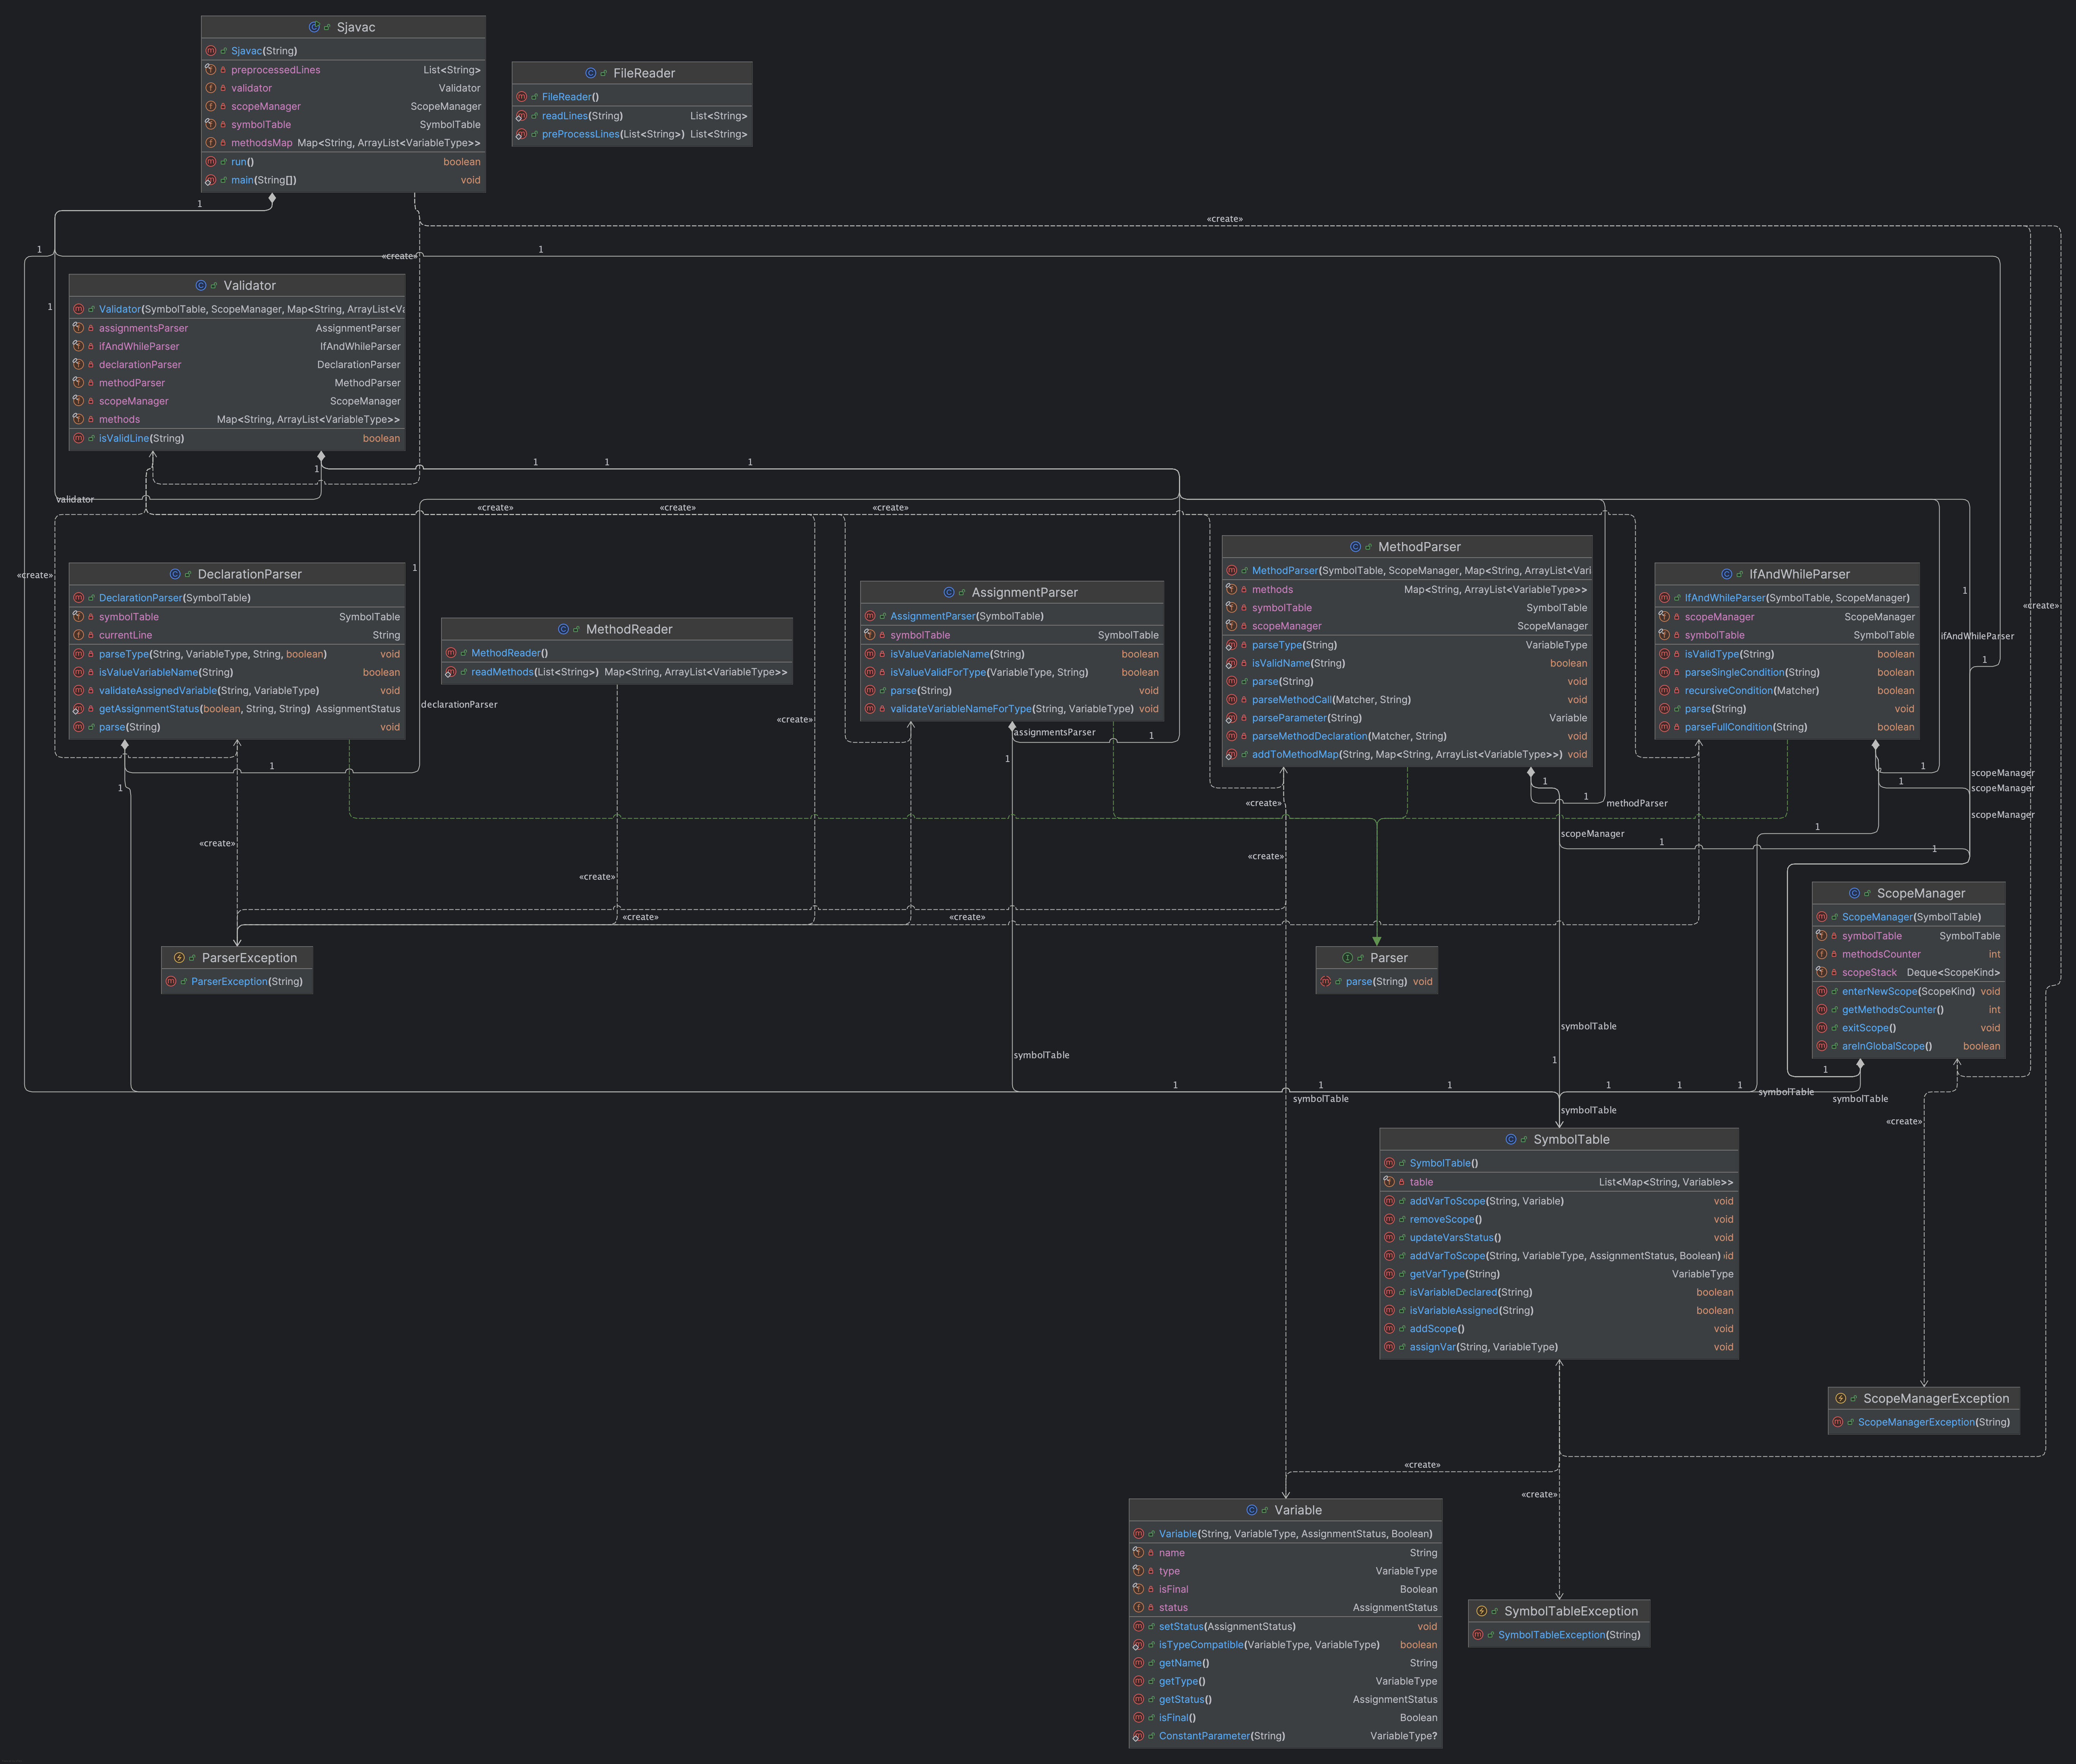 Sjavac
Sjavac(String)
preprocessedLines List<String>
validator Validator
scopeManager ScopeManager
symbolTable SymbolTable
methodsMap Map<String, ArrayList<VariableType>>
run() boolean
main(String[]) void
FileReader
FileReader()
readLines(String) List<String>
preProcessLines(List<String>) List<String>
1
«create»
1
«create»
1
Validator
Validator(SymbolTable, ScopeManager, Map<String, ArrayList<Va
assignmentsParser AssignmentParser
ifAndWhileParser IfAndWhileParser
declarationParser DeclarationParser
methodParser MethodParser
scopeManager ScopeManager
methods Map<String, ArrayList<VariableType>>
isValidLine(String) boolean
1
1
1
1
1
validator
«create»
«create»
«create»
«create»
1
DeclarationParser
DeclarationParser(SymbolTable)
symbolTable SymbolTable
currentLine String
parseType(String, VariableType, String, boolean) void
isValueVariableName(String) boolean
validateAssignedVariable(String, VariableType) void
getAssignmentStatus(boolean, String, String) AssignmentStatus
parse(String) void
MethodReader
MethodReader()
readMethods(List<String>) Map<String, ArrayList<VariableType>>
AssignmentParser
AssignmentParser(SymbolTable)
symbolTable SymbolTable
isValueVariableName(String) boolean
isValueValidForType(VariableType, String) boolean
parse(String) void
validateVariableNameForType(String, VariableType) void
MethodParser
MethodParser(SymbolTable, ScopeManager, Map<String, ArrayList<Vari
methods Map<String, ArrayList<VariableType>>
symbolTable SymbolTable
scopeManager ScopeManager
parseType(String) VariableType
isValidName(String) boolean
parse(String) void
parseMethodCall(Matcher, String) void
parseParameter(String) Variable
parseMethodDeclaration(Matcher, String) void
addToMethodMap(String, Map<String, ArrayList<VariableType>>) void
IfAndWhileParser
IfAndWhileParser(SymbolTable, ScopeManager)
scopeManager ScopeManager
symbolTable SymbolTable
isValidType(String) boolean
parseSingleCondition(String) boolean
recursiveCondition(Matcher) boolean
parse(String) void
parseFullCondition(String) boolean
1
«create»
ifAndWhileParser
1
declarationParser
«create»
assignmentsParser
1
1
1
1
1
1
1
1
1
scopeManager
scopeManager
scopeManager
«create»
methodParser
1
scopeManager
1
1
«create»
«create»
«create»
«create»
«create»
ParserException
ParserException(String)
Parser
parse(String) void
ScopeManager
ScopeManager(SymbolTable)
symbolTable SymbolTable
methodsCounter int
scopeStack Deque<ScopeKind>
enterNewScope(ScopeKind) void
getMethodsCounter() int
exitScope() void
areInGlobalScope() boolean
symbolTable
symbolTable
1
1
1
1
1
1
1
1
symbolTable
symbolTable
symbolTable
symbolTable
«create»
SymbolTable
SymbolTable()
table List<Map<String, Variable>>
addVarToScope(String, Variable) void
removeScope() void
updateVarsStatus() void
addVarToScope(String, VariableType, AssignmentStatus, Boolean) id
getVarType(String) VariableType
isVariableDeclared(String) boolean
isVariableAssigned(String) boolean
addScope() void
assignVar(String, VariableType) void
ScopeManagerException
ScopeManagerException(String)
«create»
«create»
Variable
Variable(String, VariableType, AssignmentStatus, Boolean)
name String
type VariableType
isFinal Boolean
status AssignmentStatus
setStatus(AssignmentStatus) void
isTypeCompatible(VariableType, VariableType) boolean
getName() String
getType() VariableType
getStatus() AssignmentStatus
isFinal() Boolean
ConstantParameter(String) VariableType?
SymbolTableException
SymbolTableException(String)